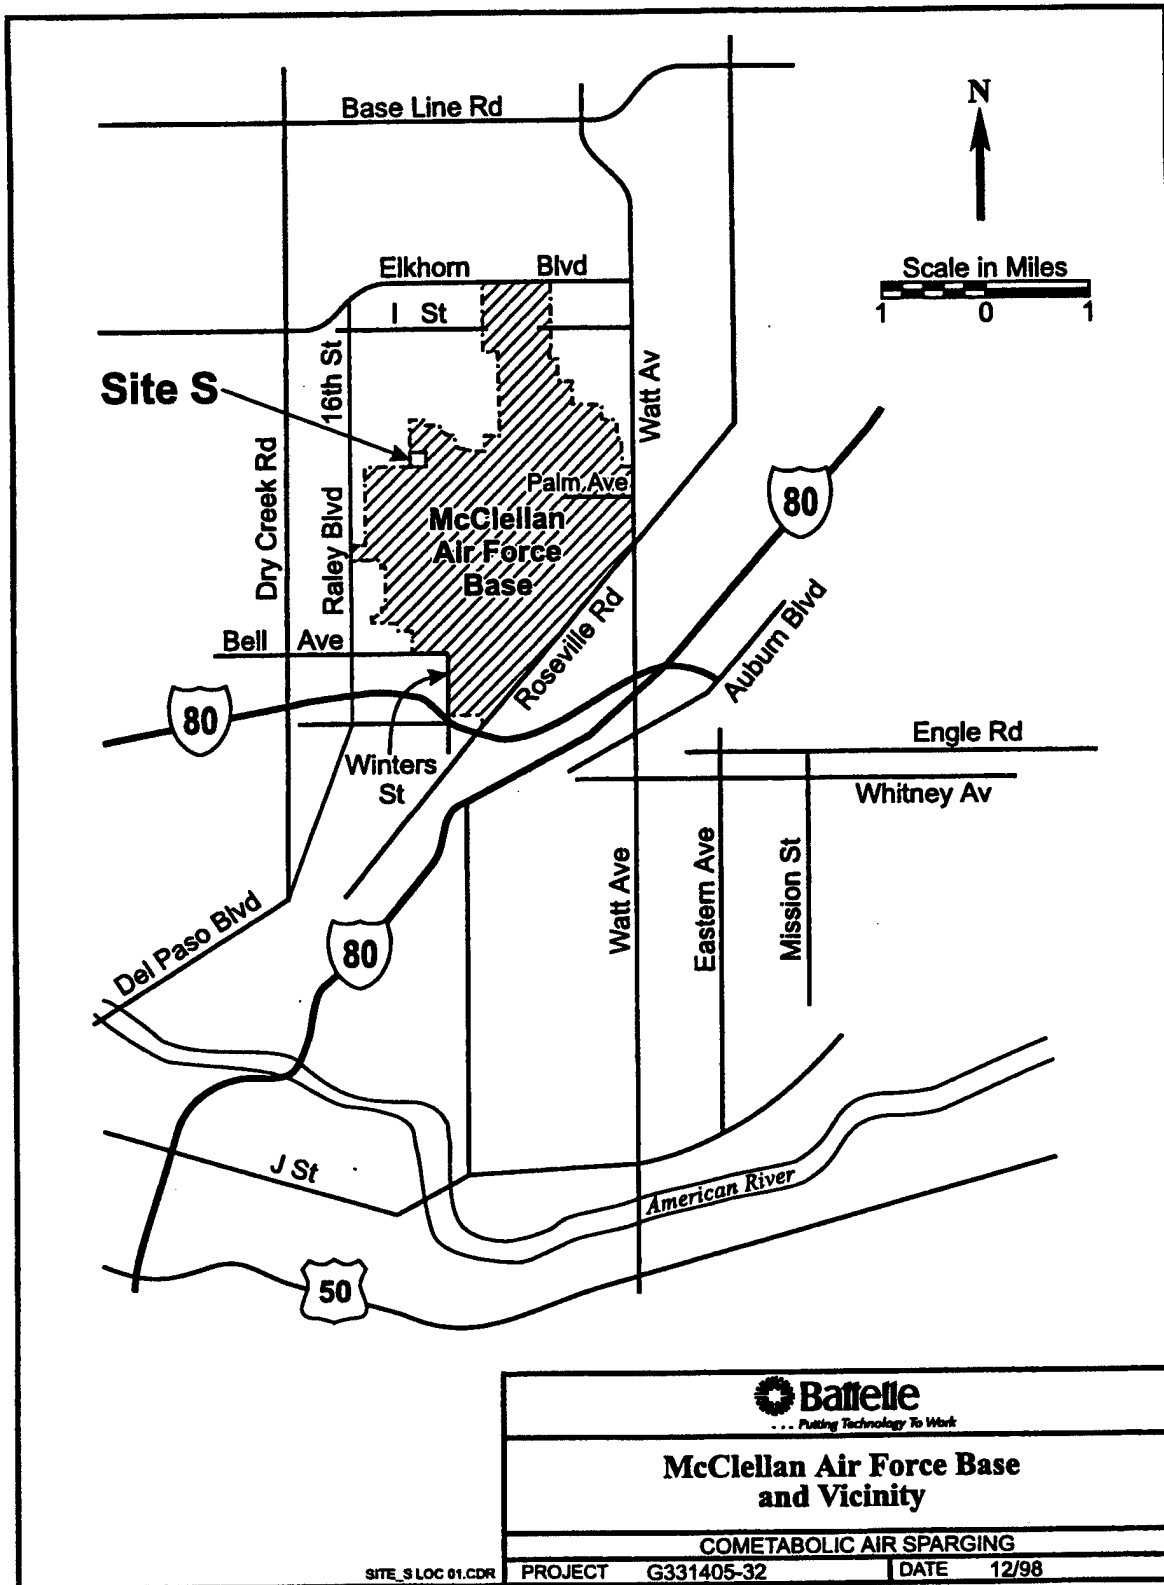 Base Line Rd
N
Elkhorn Blvd
Scale in Miles
1 0 1
I St
16th St
Site S
Watt Av
Dry Creek Rd
Raley Blvd
Palm Ave
80
McClellan
Air Force
Base
Roseville Rd
Auburn Blvd
Bell Ave
80
Winters
St
Engle Rd
Whitney Av
Watt Ave
Eastern Ave
Mission St
Del Paso Blvd
80
J St
American River
50
Battelle
... Putting Technology To Work
McClellan Air Force Base
and Vicinity
COMETABOLIC AIR SPARGING
SITE_S LOC 01.CDR
PROJECT G331405-32 DATE 12/98